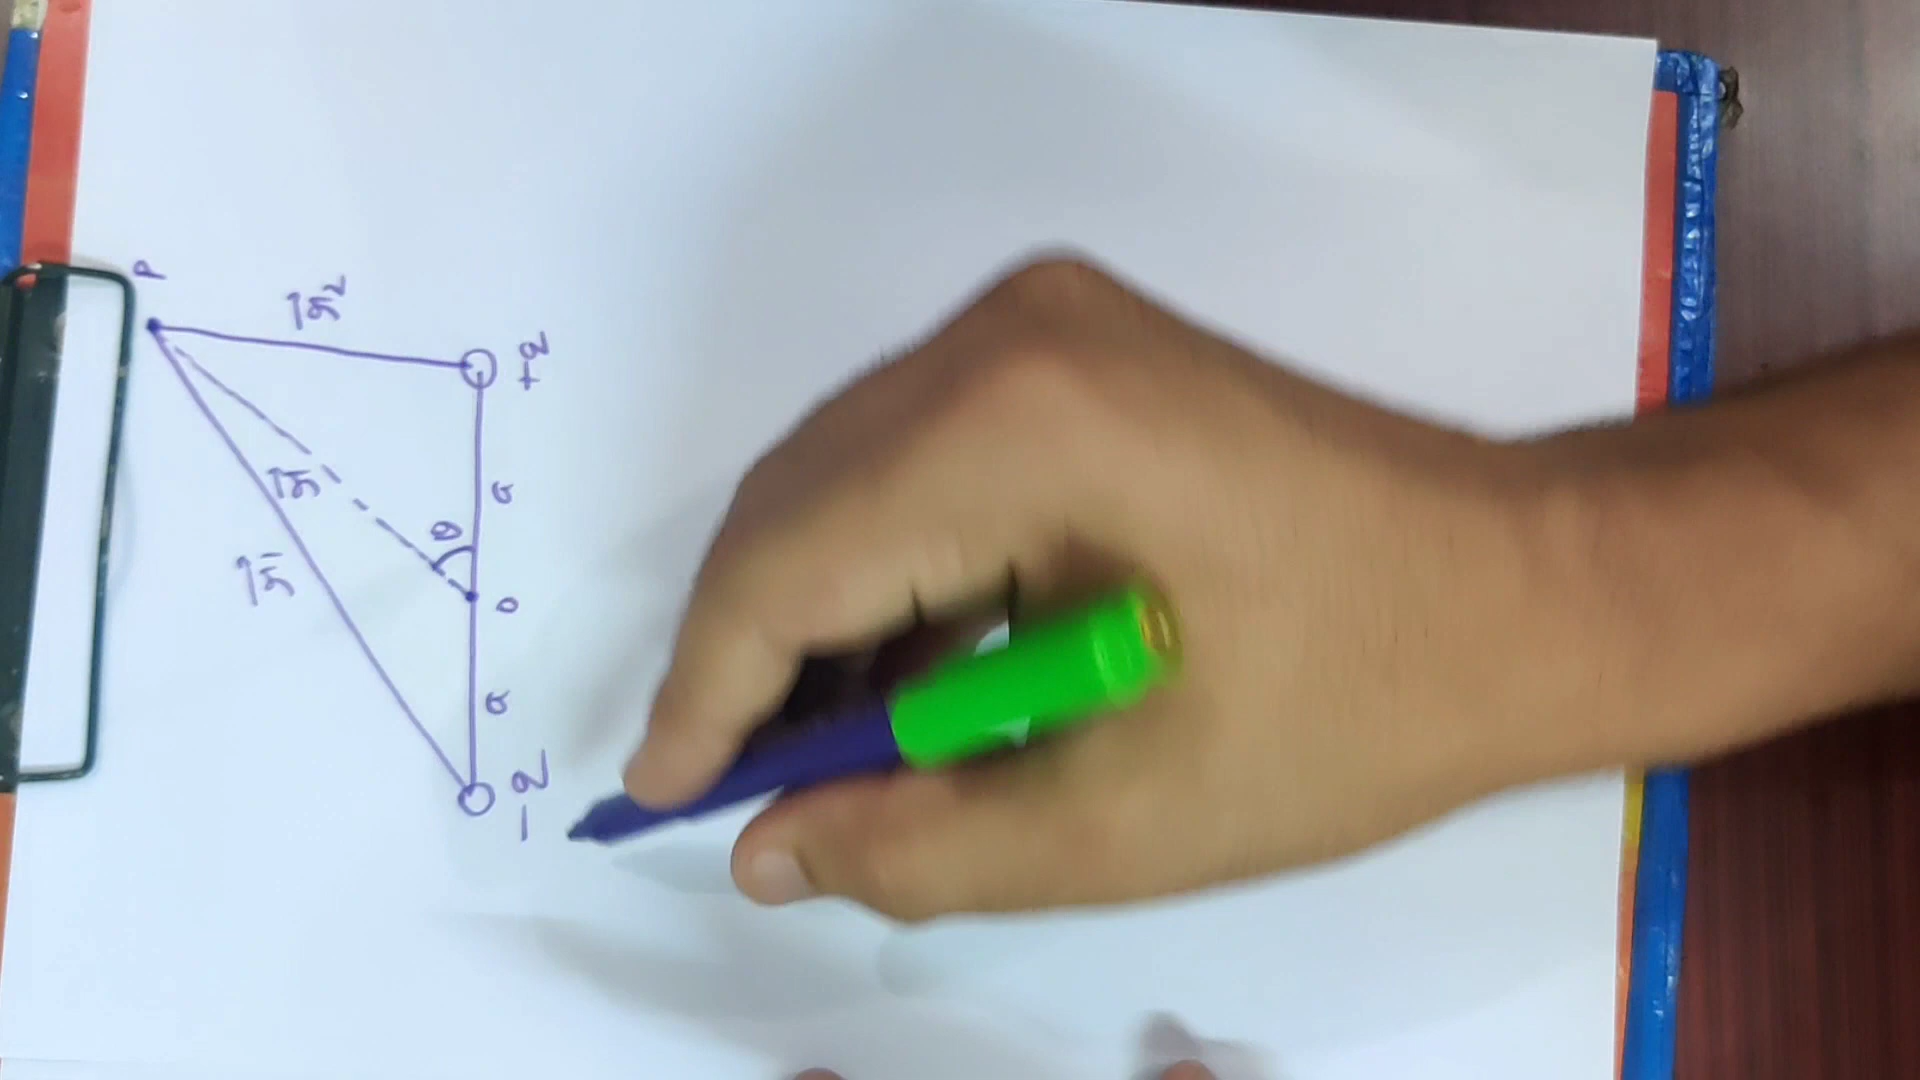 P
r⃗₂
r⃗
r⃗₁
θ
-q
a
o
a
+q